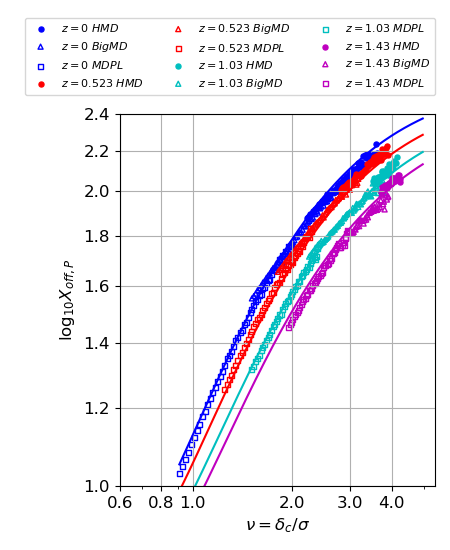 z = 0 HMD
z = 0 BigMD
z = 0 MDPL
z = 0.523 HMD
z = 0.523 BigMD
z = 0.523 MDPL
z = 1.03 HMD
z = 1.03 BigMD
z = 1.03 MDPL
z = 1.43 HMD
z = 1.43 BigMD
z = 1.43 MDPL
2.4
2.2
2.0
1.8
1.6
1.4
1.2
1.0
log₁₀X_{off, P}
0.6 0.8 1.0 2.0 3.0 4.0
ν = δ_c/σ